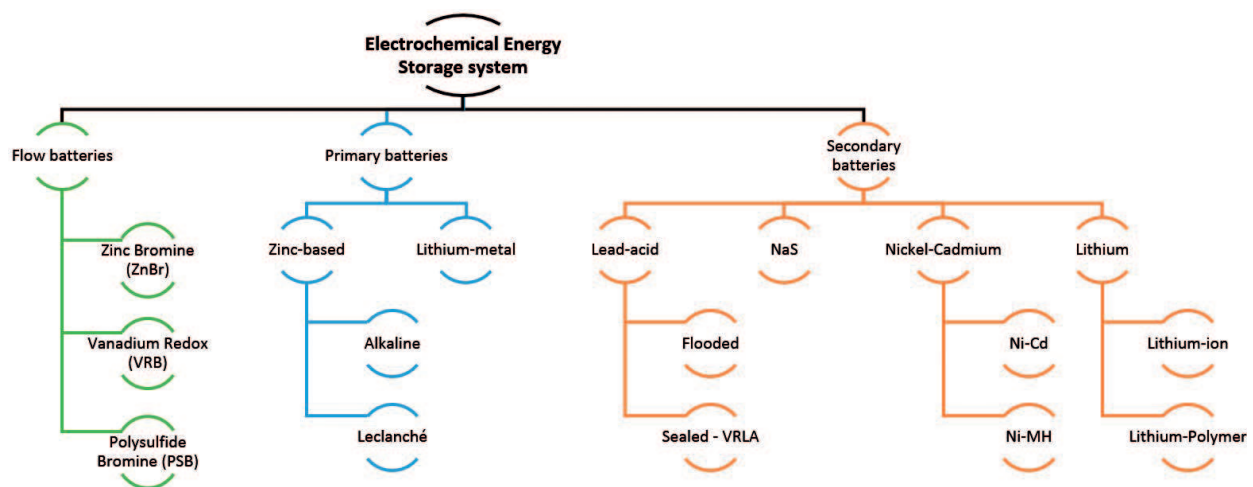 Electrochemical Energy
Storage system
Flow batteries
Primary batteries
Secondary
batteries
Zinc Bromine
(ZnBr)
Vanadium Redox
(VRB)
Polysulfide
Bromine (PSB)
Zinc-based
Lithium-metal
Alkaline
Leclanché
Lead-acid
NaS
Nickel-Cadmium
Lithium
Flooded
Sealed - VRLA
Ni-Cd
Ni-MH
Lithium-ion
Lithium-Polymer